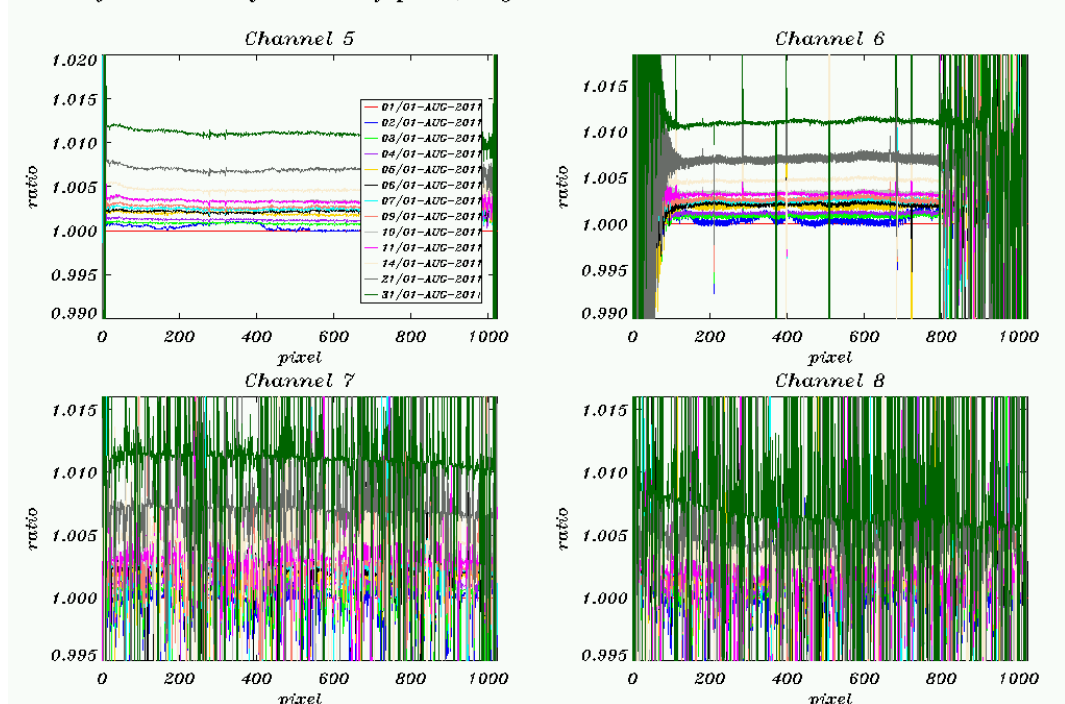 Channel 5
1.020
1.015
1.010
1.005
1.000
0.995
0.990
ratio
0 200 400 600 800 1000
pixel
01/01-AUG-2011
02/01-AUG-2011
03/01-AUG-2011
04/01-AUG-2011
05/01-AUG-2011
06/01-AUG-2011
07/01-AUG-2011
09/01-AUG-2011
10/01-AUG-2011
11/01-AUG-2011
14/01-AUG-2011
21/01-AUG-2011
31/01-AUG-2011
Channel 6
1.015
1.010
1.005
1.000
0.995
0.990
ratio
0 200 400 600 800 1000
pixel
Channel 7
1.015
1.010
1.005
1.000
0.995
ratio
0 200 400 600 800 1000
pixel
Channel 8
1.015
1.010
1.005
1.000
0.995
ratio
0 200 400 600 800 1000
pixel